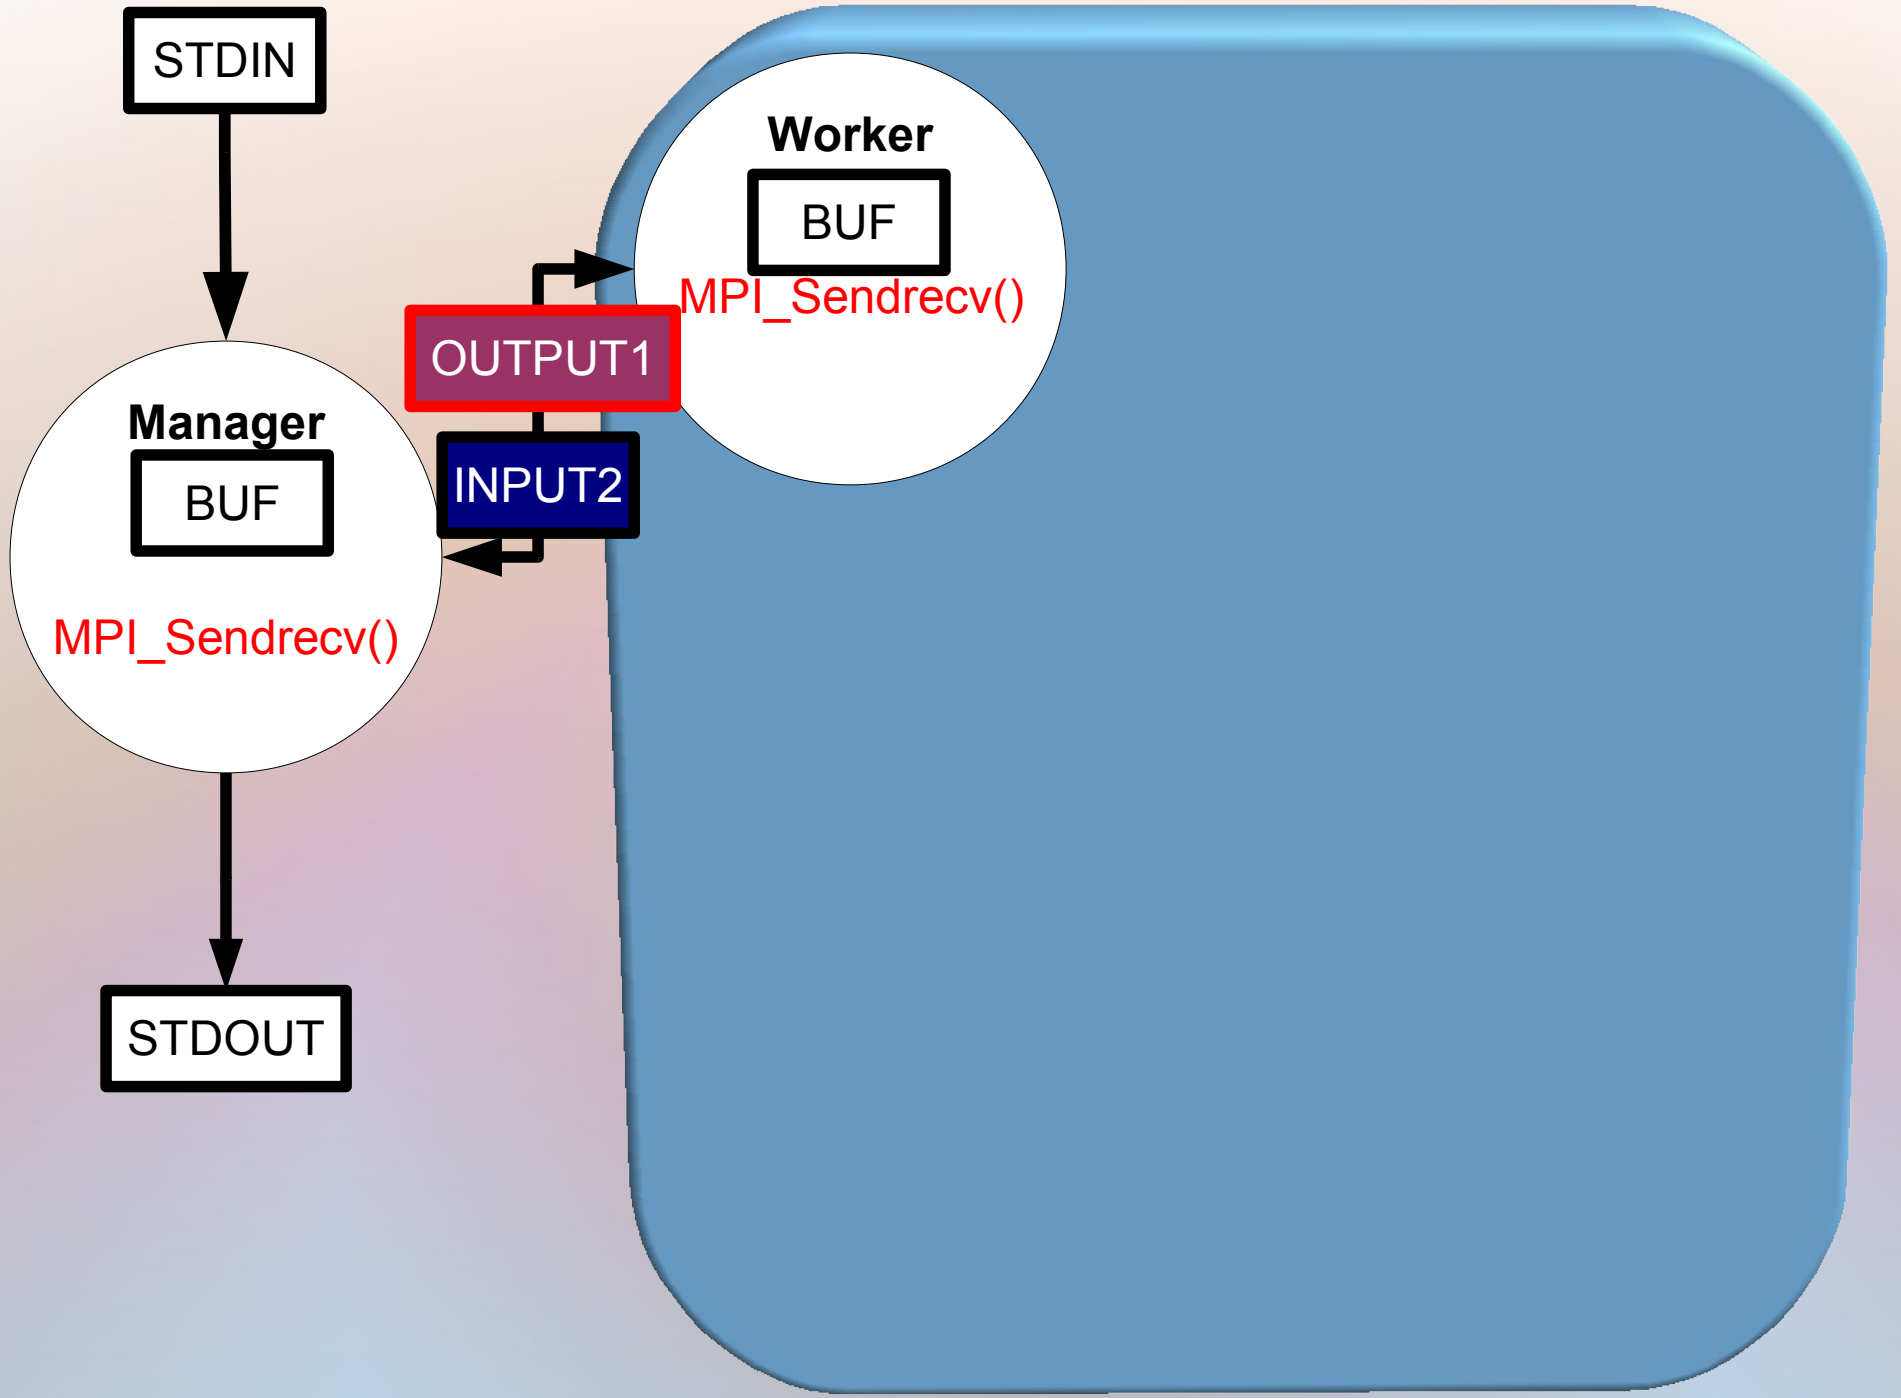 STDIN
Worker
BUF
MPI_Sendrecv()
OUTPUT1
INPUT2
Manager
BUF
MPI_Sendrecv()
STDOUT